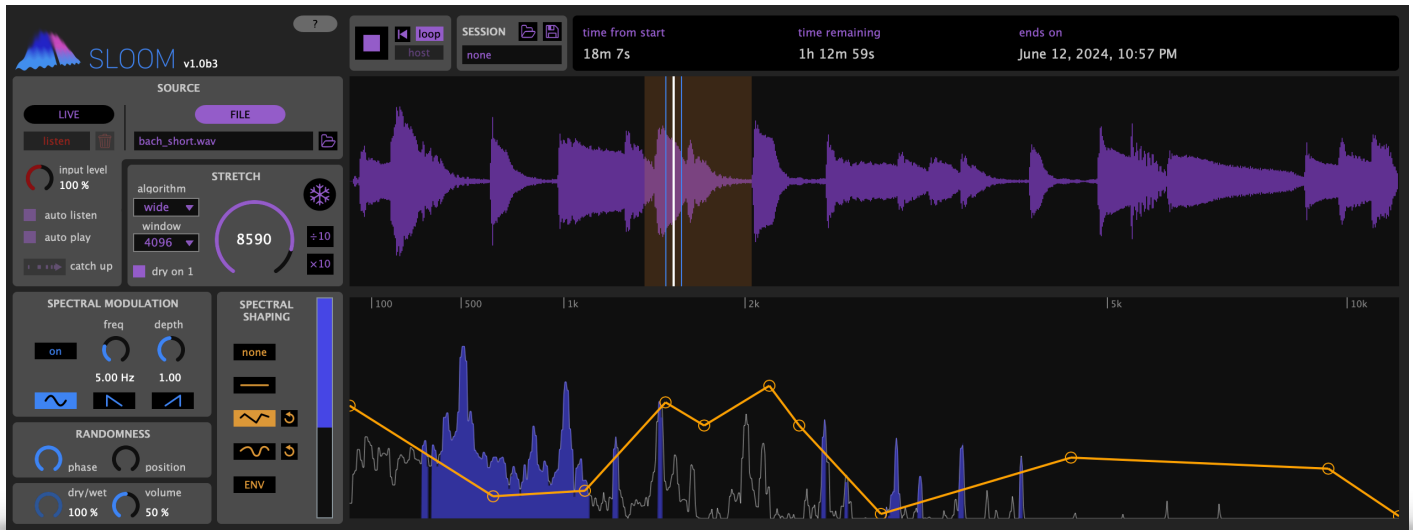 ?
SLOOM v1.0b3
loop
host
SESSION
none
time from start
18m 7s
time remaining
1h 12m 59s
ends on
June 12, 2024, 10:57 PM
SOURCE
LIVE
FILE
listen
bach_short.wav
input level
100 %
auto listen
auto play
catch up
STRETCH
algorithm
wide
window
4096
dry on 1
8590
÷10
×10
SPECTRAL MODULATION
freq
depth
on
5.00 Hz
1.00
RANDOMNESS
phase
position
dry/wet
100 %
volume
50 %
SPECTRAL
SHAPING
none
ENV
100
500
1k
2k
5k
10k